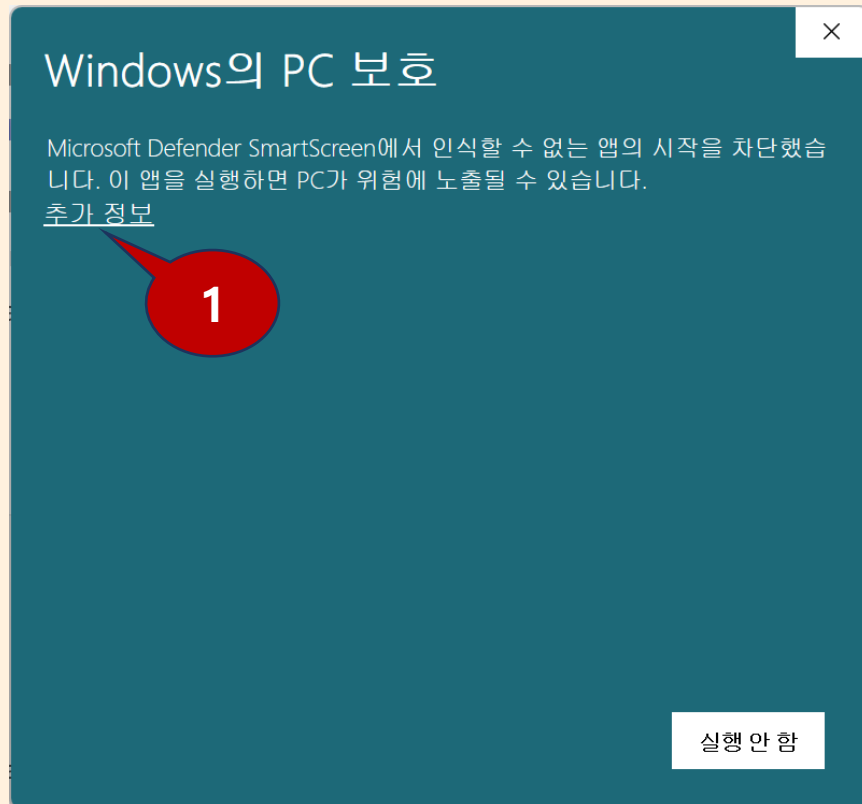 Windows의 PC 보호
Microsoft Defender SmartScreen에서 인식할 수 없는 앱의 시작을 차단했습
니다. 이 앱을 실행하면 PC가 위험에 노출될 수 있습니다.
추가 정보
1
실행 안 함